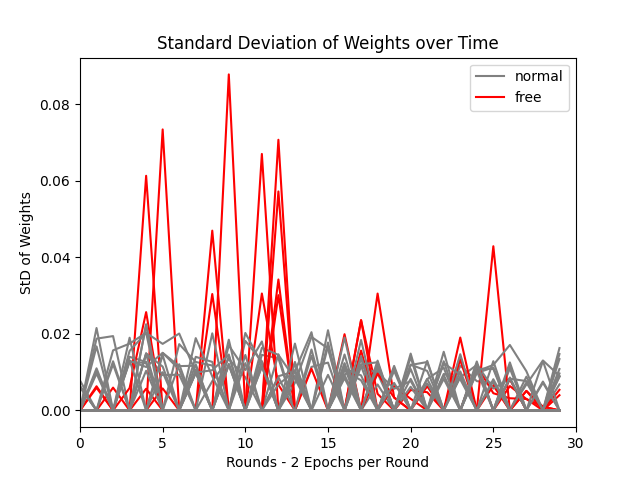 Standard Deviation of Weights over Time
normal
free
StD of Weights
0.08
0.06
0.04
0.02
0.00
0 5 10 15 20 25 30
Rounds - 2 Epochs per Round